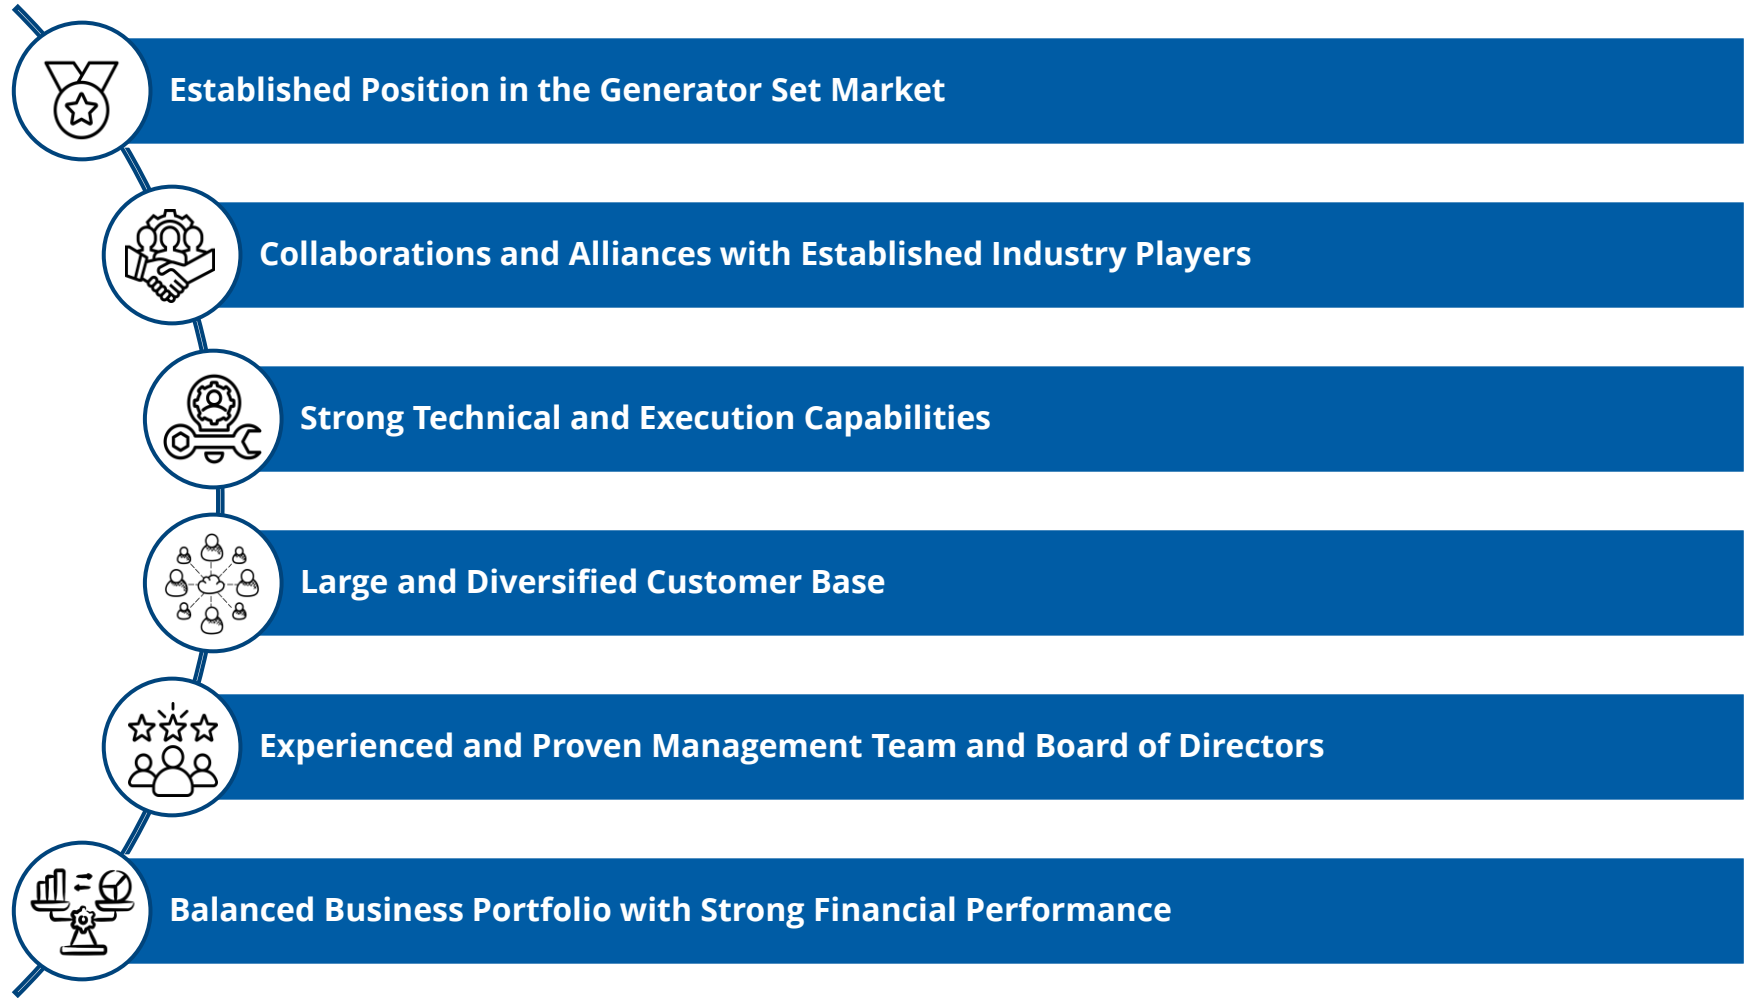 Established Position in the Generator Set Market
Collaborations and Alliances with Established Industry Players
Strong Technical and Execution Capabilities
Large and Diversified Customer Base
Experienced and Proven Management Team and Board of Directors
Balanced Business Portfolio with Strong Financial Performance